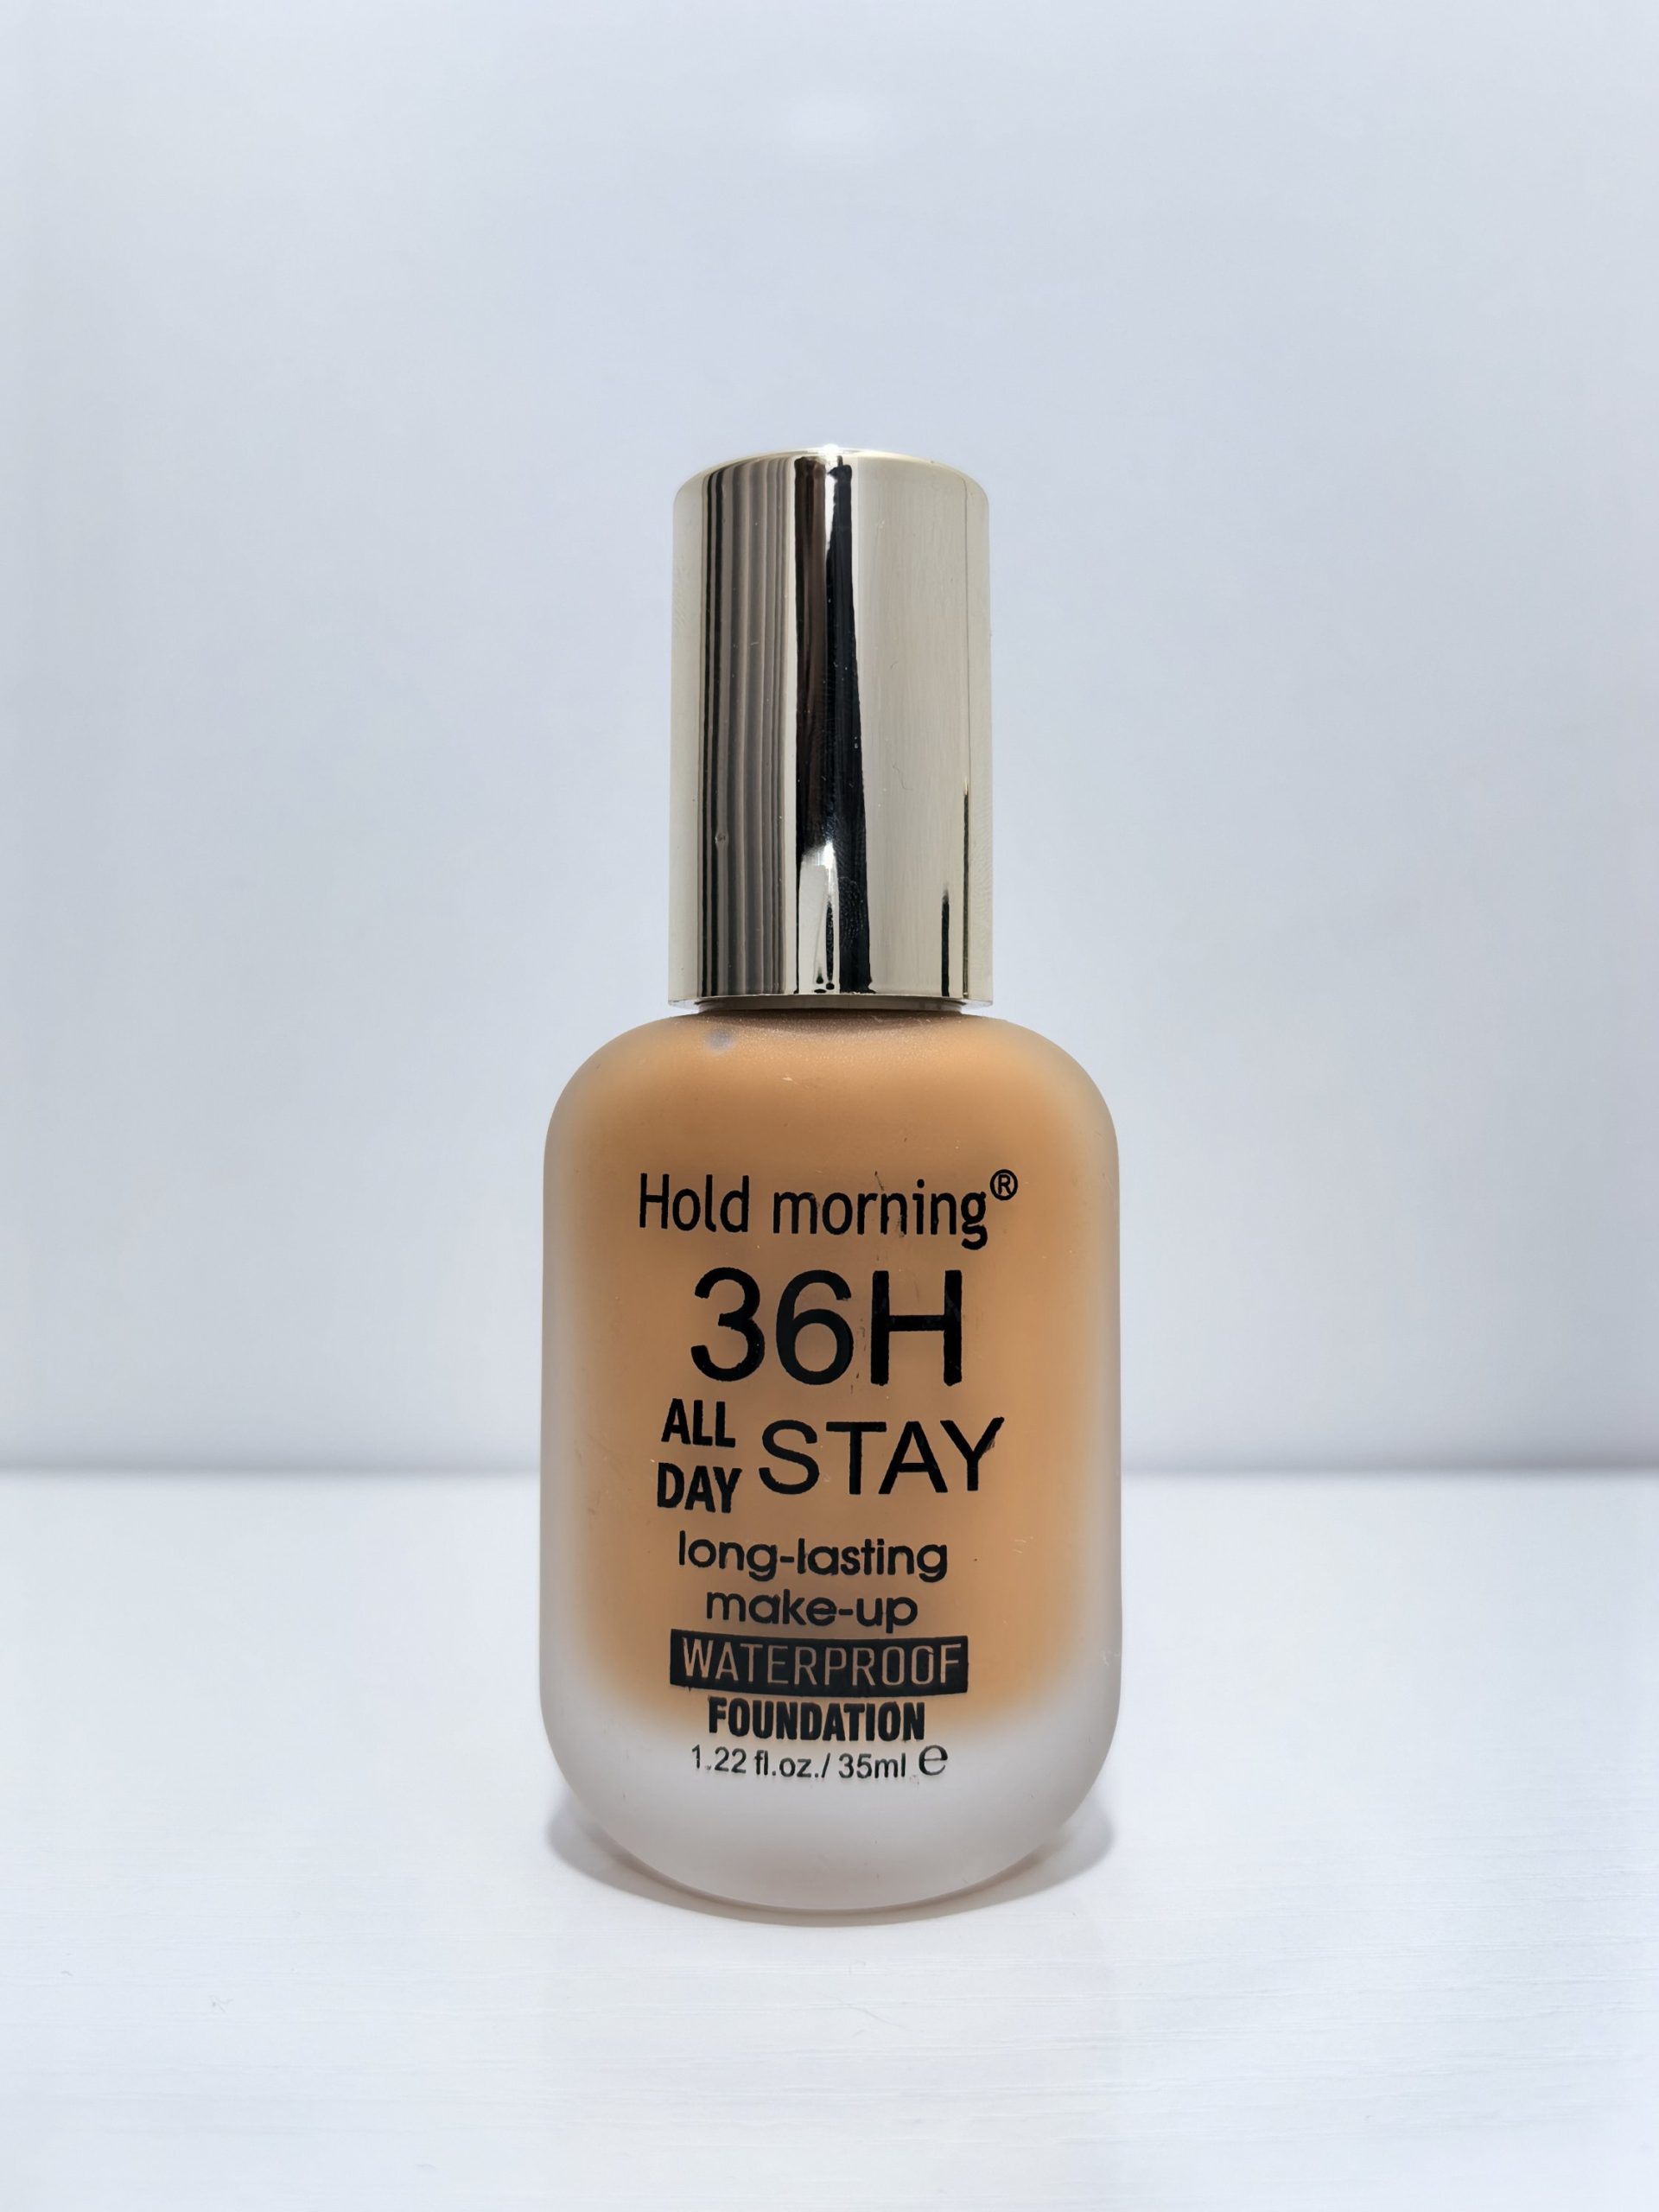 Hold morning®
36H
ALL DAY STAY
long-lasting
make-up
WATERPROOF
FOUNDATION
1.22 fl.oz./ 35ml ℮